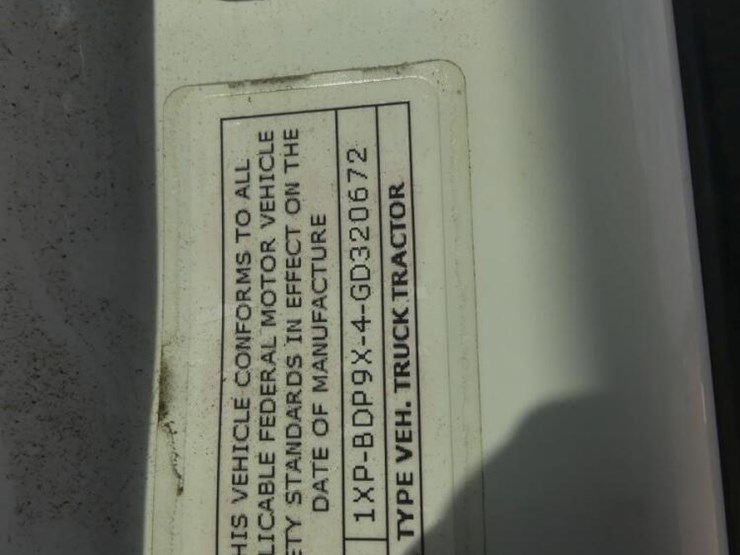 HIS VEHICLE CONFORMS TO ALL
LICABLE FEDERAL MOTOR VEHICLE
ETY STANDARDS IN EFFECT ON THE
DATE OF MANUFACTURE
1XP-BDP9X-4-GD320672
TYPE VEH. TRUCK TRACTOR